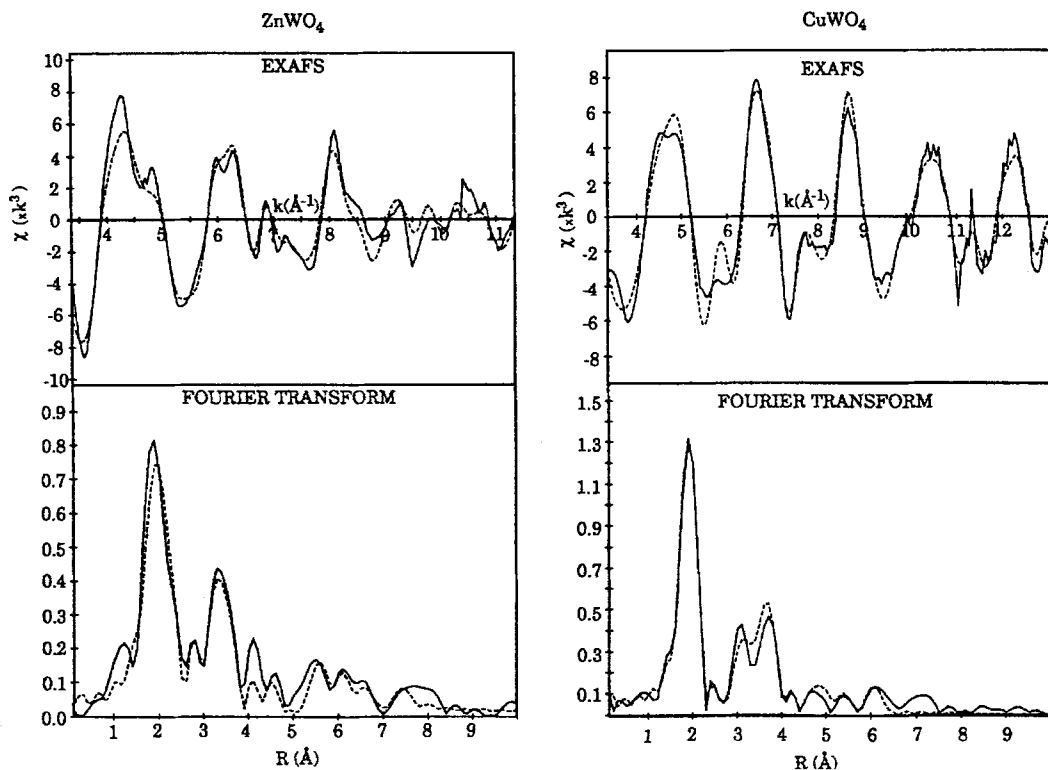 ZnWO4
EXAFS
10
8
6
4
2
0
-2
-4
-6
-8
-10
χ (×k³)
k(Å⁻¹)
4 5 6 7 8 9 10 11
FOURIER TRANSFORM
0.9
0.8
0.7
0.6
0.5
0.4
0.3
0.2
0.1
0.0
1 2 3 4 5 6 7 8 9
R (Å)
CuWO4
EXAFS
8
6
4
2
0
-2
-4
-6
-8
χ (×k³)
k(Å⁻¹)
4 5 6 7 8 9 10 11 12
FOURIER TRANSFORM
1.5
1.3
1.1
0.9
0.7
0.5
0.3
0.1
1 2 3 4 5 6 7 8 9
R (Å)